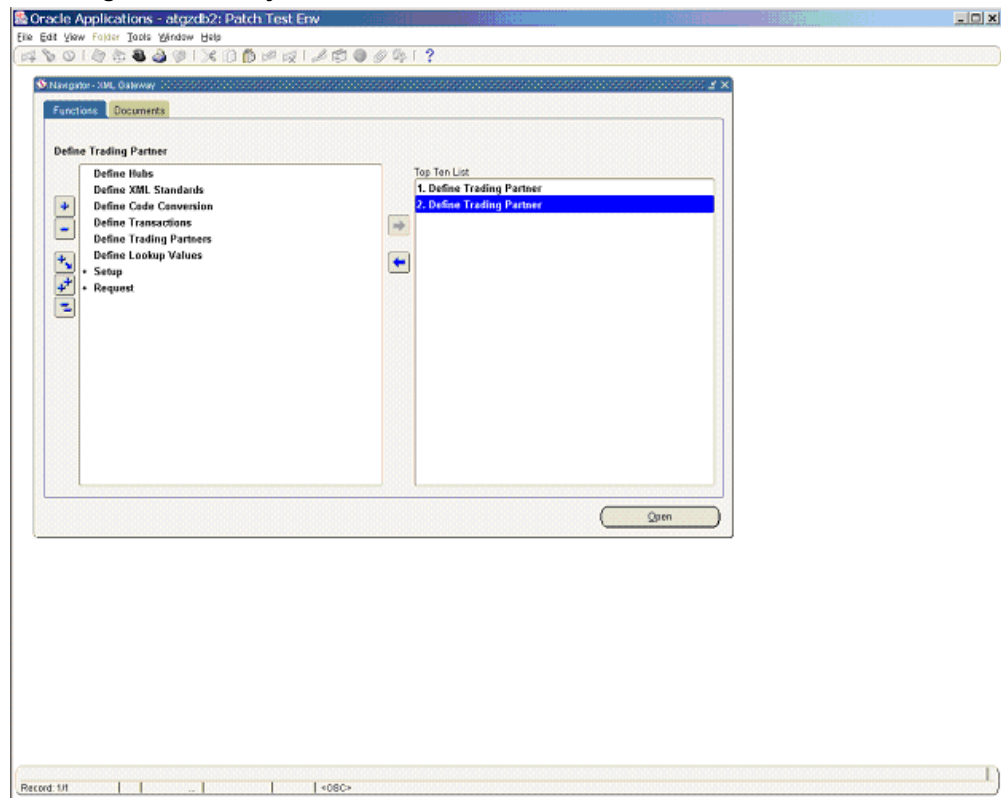 Oracle Applications - atgzdb2: Patch Test Env
File Edit View Folder Tools Window Help
Navigator - XML Gateway
Functions Documents
Define Trading Partner
Define Hubs
Define XML Standards
Define Code Conversion
Define Transactions
Define Trading Partners
Define Lookup Values
+ Setup
+ Request
Top Ten List
1. Define Trading Partner
2. Define Trading Partner
Open
Record: 1/1 ... <OSC>